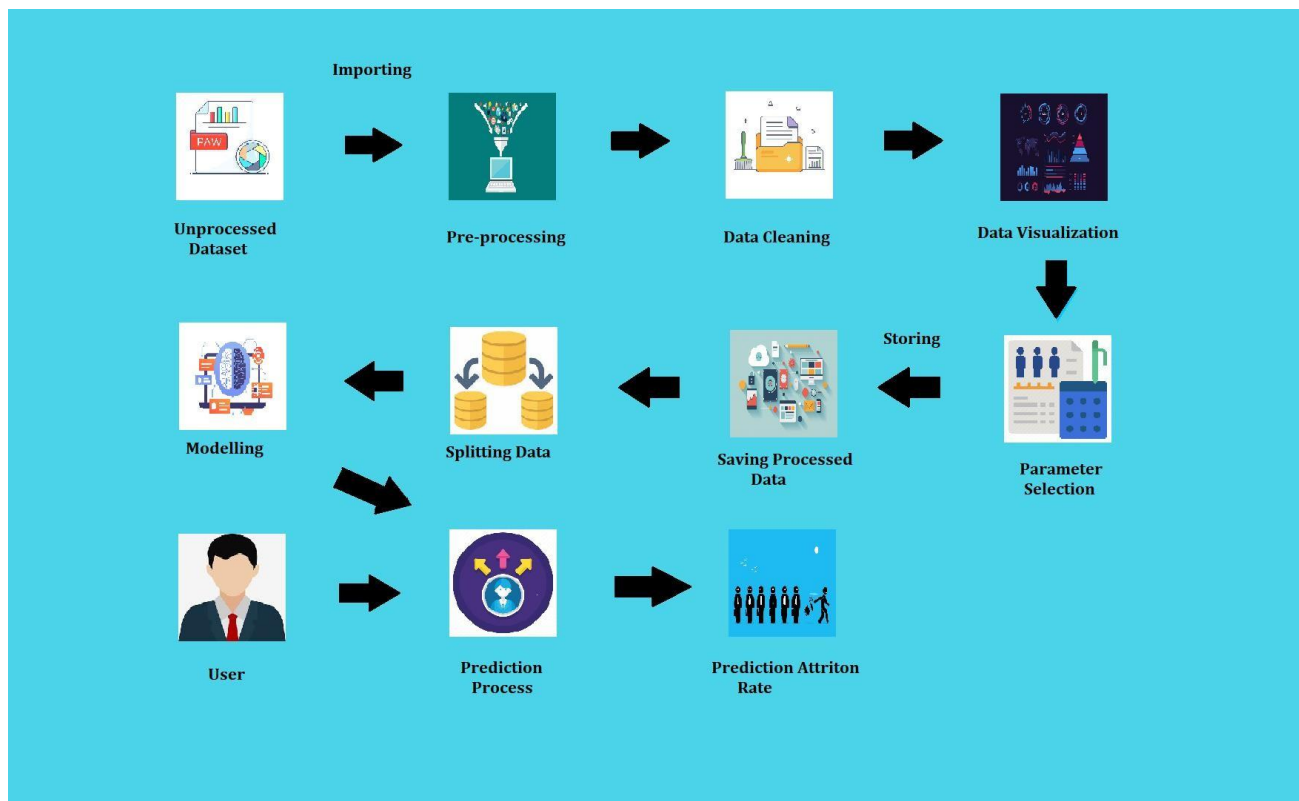 Importing
RAW
Unprocessed
Dataset
Pre-processing
Data Cleaning
Data Visualization
Storing
Modelling
Splitting Data
Saving Processed
Data
Parameter
Selection
User
Prediction
Process
Prediction Attriton
Rate